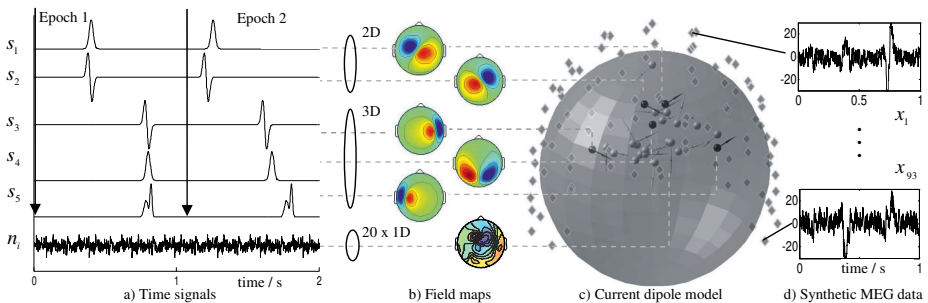 Epoch 1
Epoch 2
s1
s2
s3
s4
s5
ni
0
1
2
time / s
a) Time signals
2D
3D
20 x 1D
b) Field maps
c) Current dipole model
20
0
-30
0
0.5
1
x1
x93
20
0
-30
0
time / s
1
d) Synthetic MEG data